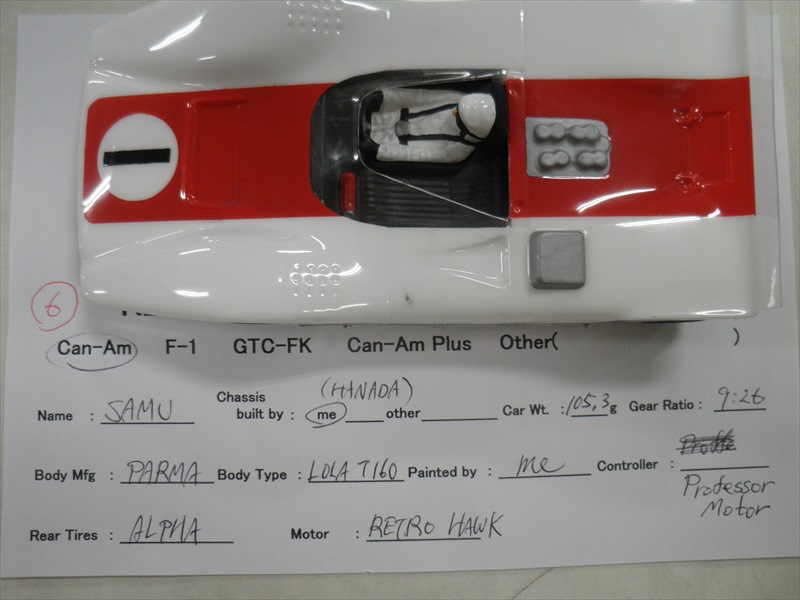 1
6
Can-Am F-1 GTC-FK Can-Am Plus Other( )
Name : SAMU Chassis built by : (HANADA) me other Car Wt. : 105,3g Gear Ratio : 9:26
Body Mfg : PARMA Body Type : LOLA T160 Painted by : me Controller : Professor Motor
Rear Tires : ALPHA Motor : RETRO HAWK